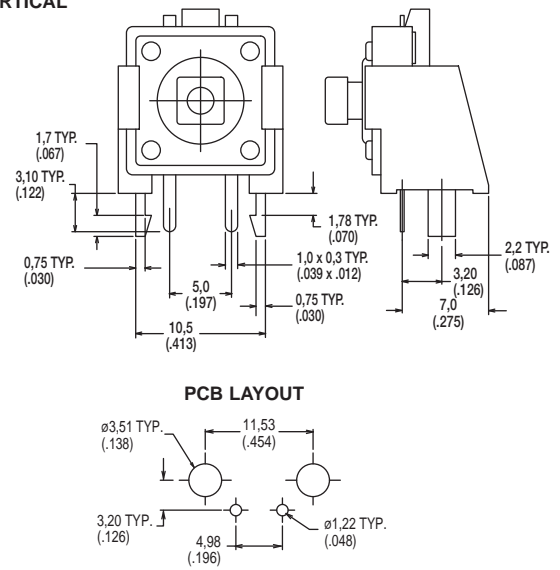 RTICAL
1,7 TYP.
(.067)
3,10 TYP.
(.122)
0,75 TYP.
(.030)
5,0
(.197)
10,5
(.413)
1,78 TYP.
(.070)
1,0 x 0,3 TYP.
(.039 x .012)
0,75 TYP.
(.030)
2,2 TYP.
(.087)
3,20
(.126)
7,0
(.275)
PCB LAYOUT
ø3,51 TYP.
(.138)
11,53
(.454)
3,20 TYP.
(.126)
4,98
(.196)
ø1,22 TYP.
(.048)